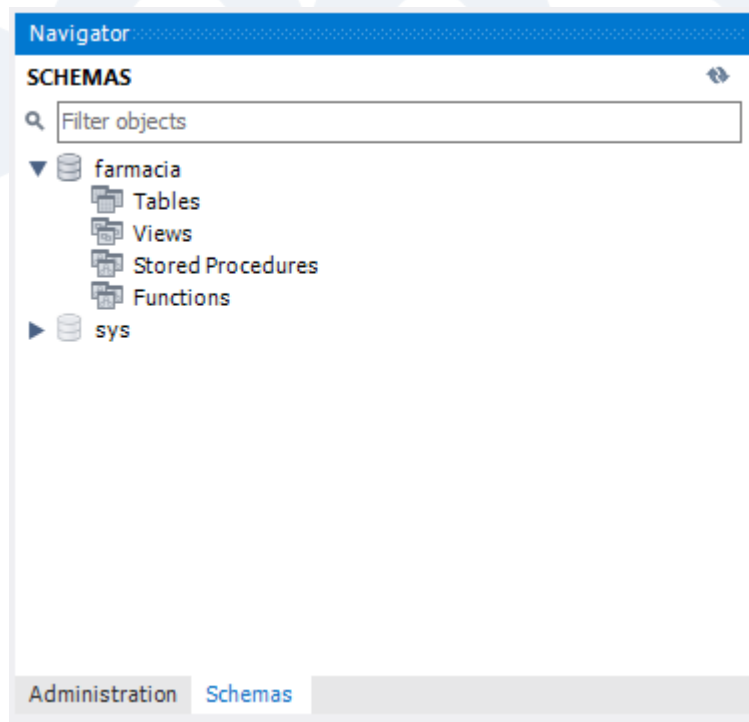 Navigator
SCHEMAS
Filter objects
farmacia
Tables
Views
Stored Procedures
Functions
sys
Administration Schemas